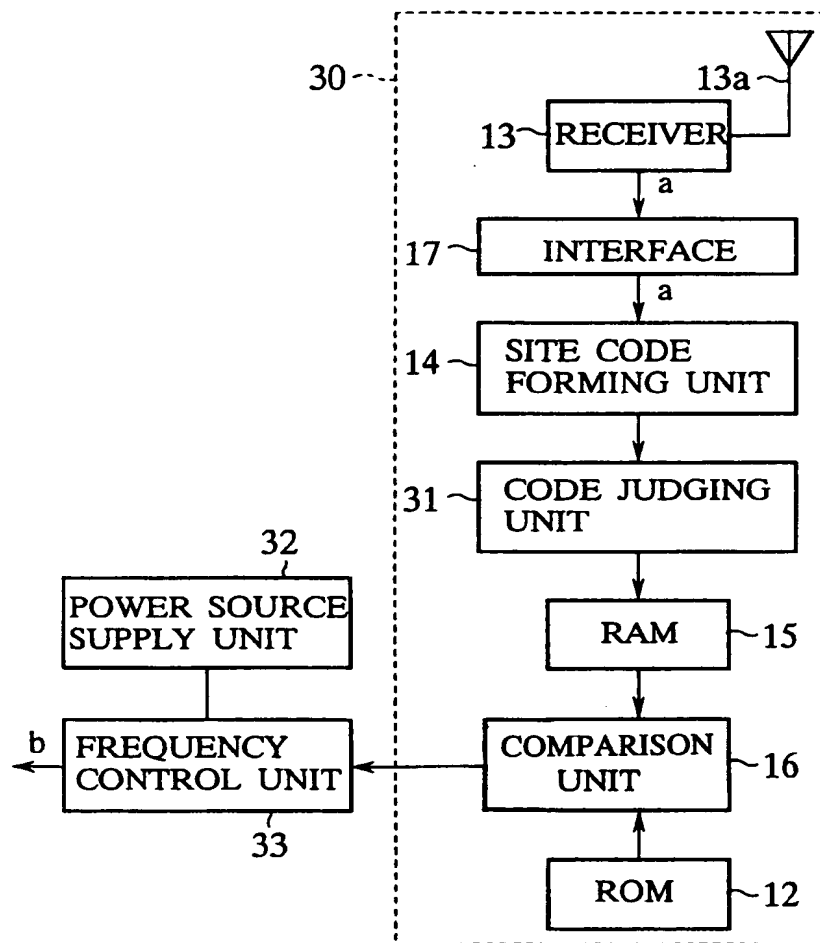 30
13a
13
RECEIVER
a
17
INTERFACE
a
14
SITE CODE
FORMING UNIT
31
CODE JUDGING
UNIT
32
POWER SOURCE
SUPPLY UNIT
RAM
15
b
FREQUENCY
CONTROL UNIT
33
COMPARISON
UNIT
16
ROM
12